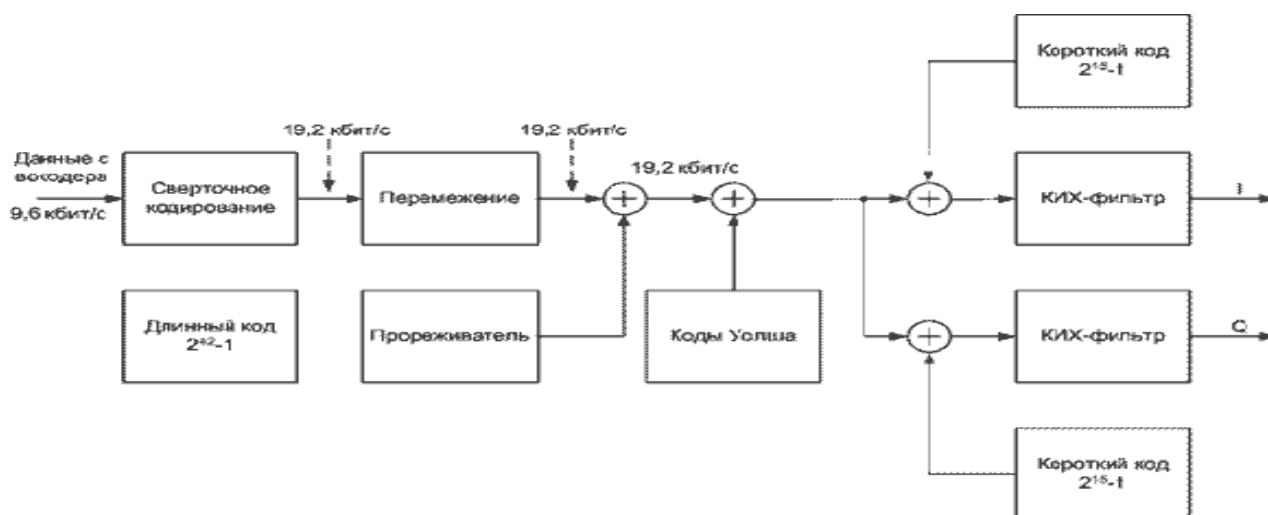 Короткий код
2¹⁵-1
19,2 кбит/с
19,2 кбит/с
Данные с
вокодера
9,6 кбит/с
Сверточное
кодирование
Перемежение
19,2 кбит/с
КИХ-фильтр
I
Длинный код
2⁴²-1
Прореживатель
Коды Уолша
КИХ-фильтр
Q
Короткий код
2¹⁵-1